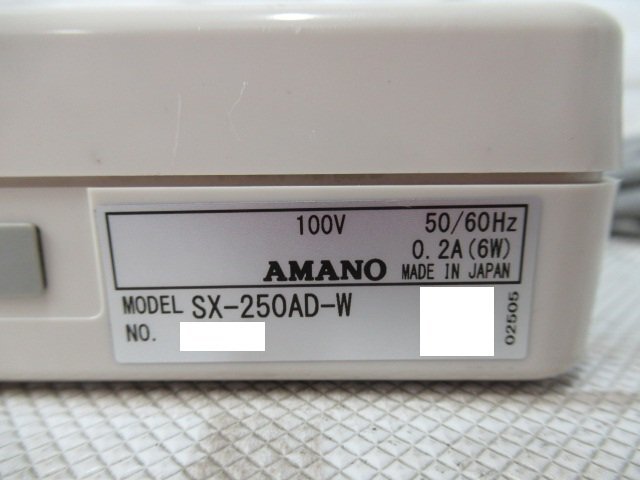 100V 50/60Hz
0.2A(6W)
AMANO MADE IN JAPAN
MODEL SX-250AD-W
NO.
02505